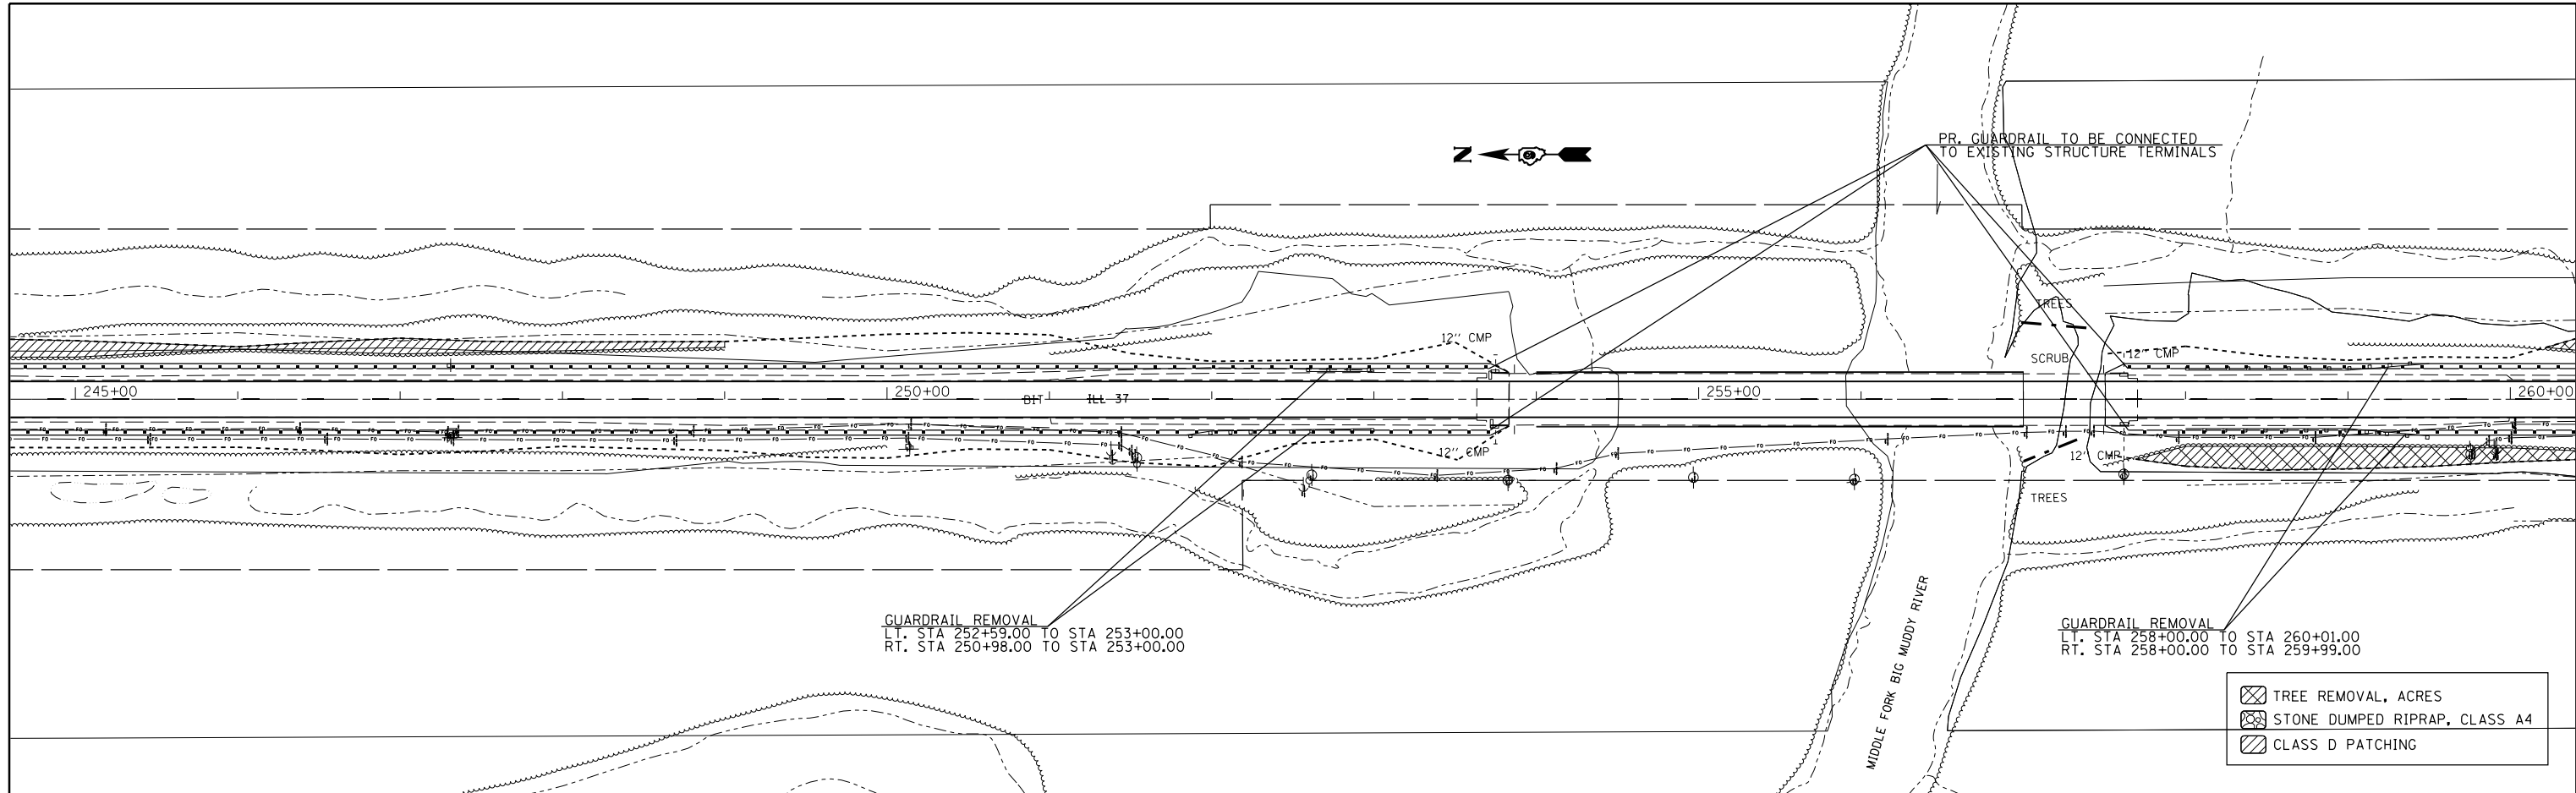 PR. GUARDRAIL TO BE CONNECTED
TO EXISTING STRUCTURE TERMINALS
N
TREES
12" CMP
SCRUB
12" CMP
245+00
250+00
BIT
ILL 37
255+00
260+00
12" CMP
12" CMP
TREES
MIDDLE FORK BIG MUDDY RIVER
GUARDRAIL REMOVAL
LT. STA 252+59.00 TO STA 253+00.00
RT. STA 250+98.00 TO STA 253+00.00
GUARDRAIL REMOVAL
LT. STA 258+00.00 TO STA 260+01.00
RT. STA 258+00.00 TO STA 259+99.00
TREE REMOVAL, ACRES
STONE DUMPED RIPRAP, CLASS A4
CLASS D PATCHING